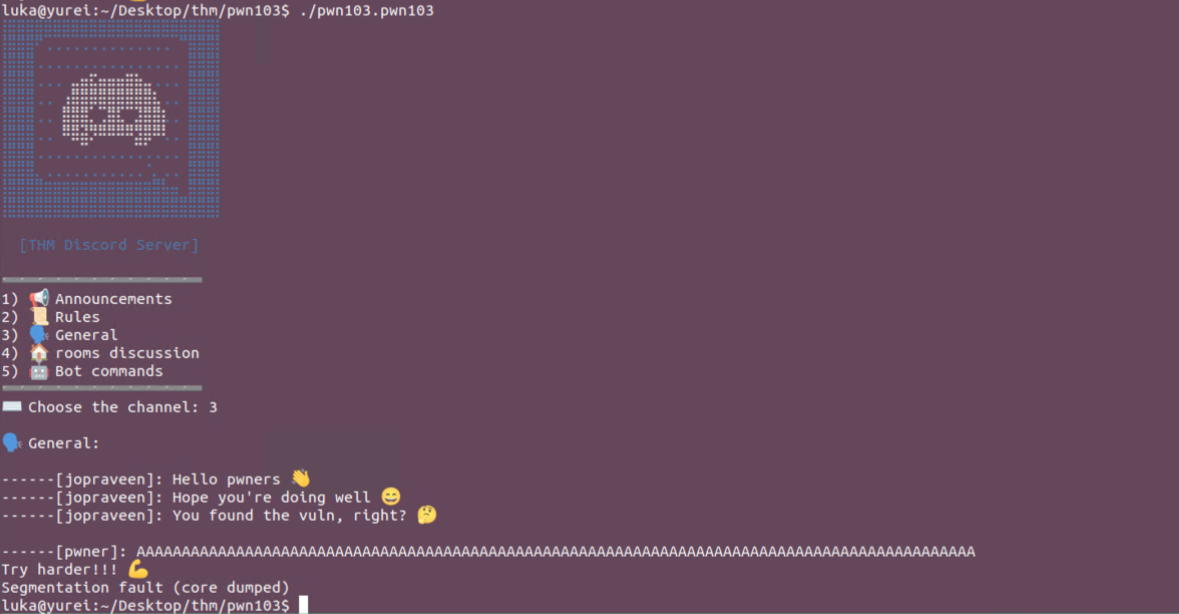 luka@yurei:~/Desktop/thm/pwn103$ ./pwn103.pwn103
[THM Discord Server]
1) 📢 Announcements
2) 📜 Rules
3) 🗣 General
4) 🏠 rooms discussion
5) 🤖 Bot commands
⌨️ Choose the channel: 3
🗣 General:
------[jopraveen]: Hello pwners 👋
------[jopraveen]: Hope you're doing well 😄
------[jopraveen]: You found the vuln, right? 🤔
------[pwner]: AAAAAAAAAAAAAAAAAAAAAAAAAAAAAAAAAAAAAAAAAAAAAAAAAAAAAAAAAAAAAAAAAAAAAAAAAAAAAAAAAAAAAAAAAAAAA
Try harder!!! 💪
Segmentation fault (core dumped)
luka@yurei:~/Desktop/thm/pwn103$